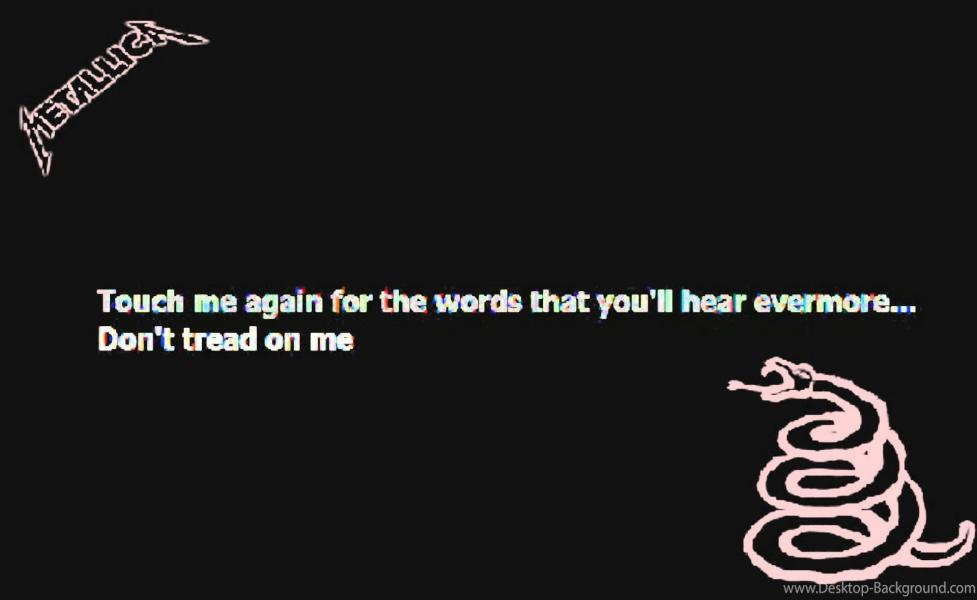 METALLICA
Touch me again for the words that you'll hear evermore...
Don't tread on me
www.Desktop-Background.com